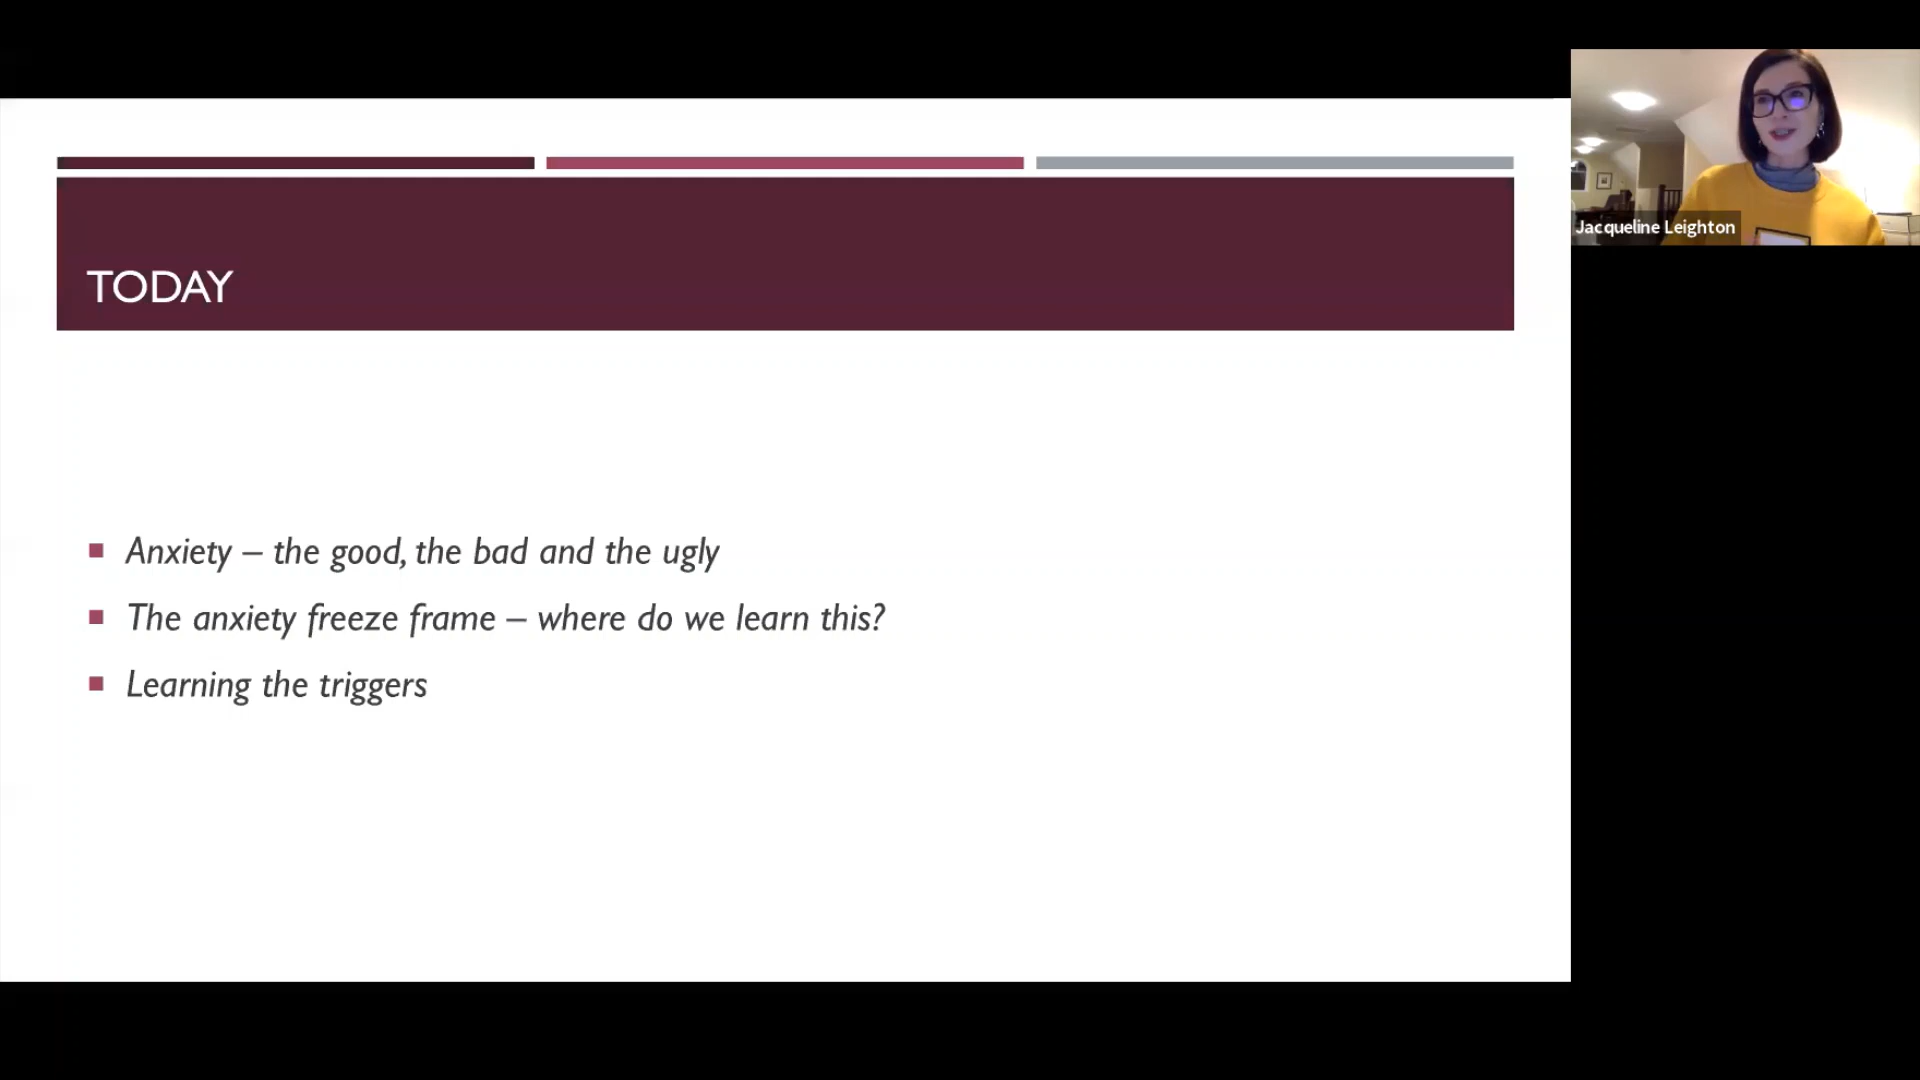 TODAY
Anxiety – the good, the bad and the ugly
The anxiety freeze frame – where do we learn this?
Learning the triggers
Jacqueline Leighton